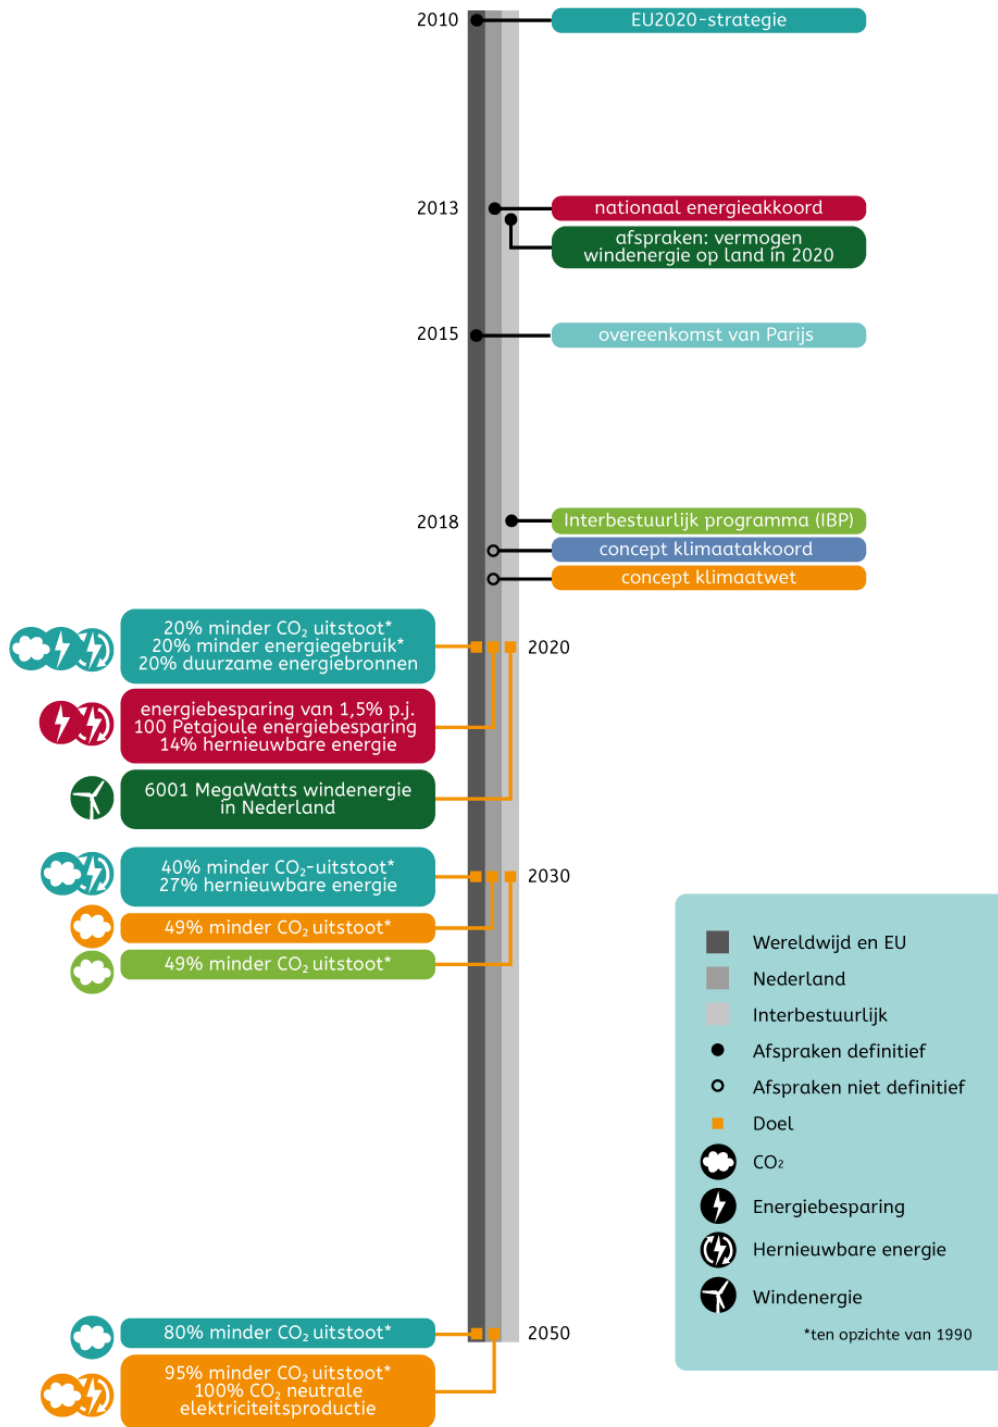 2010
EU2020-strategie
2013
nationaal energieakkoord
afspraken: vermogen
windenergie op land in 2020
2015
overeenkomst van Parijs
2018
Interbestuurlijk programma (IBP)
concept klimaatakkoord
concept klimaatwet
20% minder CO₂ uitstoot*
20% minder energiegebruik*
20% duurzame energiebronnen
2020
energiebesparing van 1,5% p.j.
100 Petajoule energiebesparing
14% hernieuwbare energie
6001 MegaWatts windenergie
in Nederland
40% minder CO₂-uitstoot*
27% hernieuwbare energie
2030
49% minder CO₂ uitstoot*
49% minder CO₂ uitstoot*
Wereldwijd en EU
Nederland
Interbestuurlijk
Afspraken definitief
Afspraken niet definitief
Doel
CO₂
Energiebesparing
Hernieuwbare energie
Windenergie
*ten opzichte van 1990
80% minder CO₂ uitstoot*
2050
95% minder CO₂ uitstoot*
100% CO₂ neutrale
elektriciteitsproductie